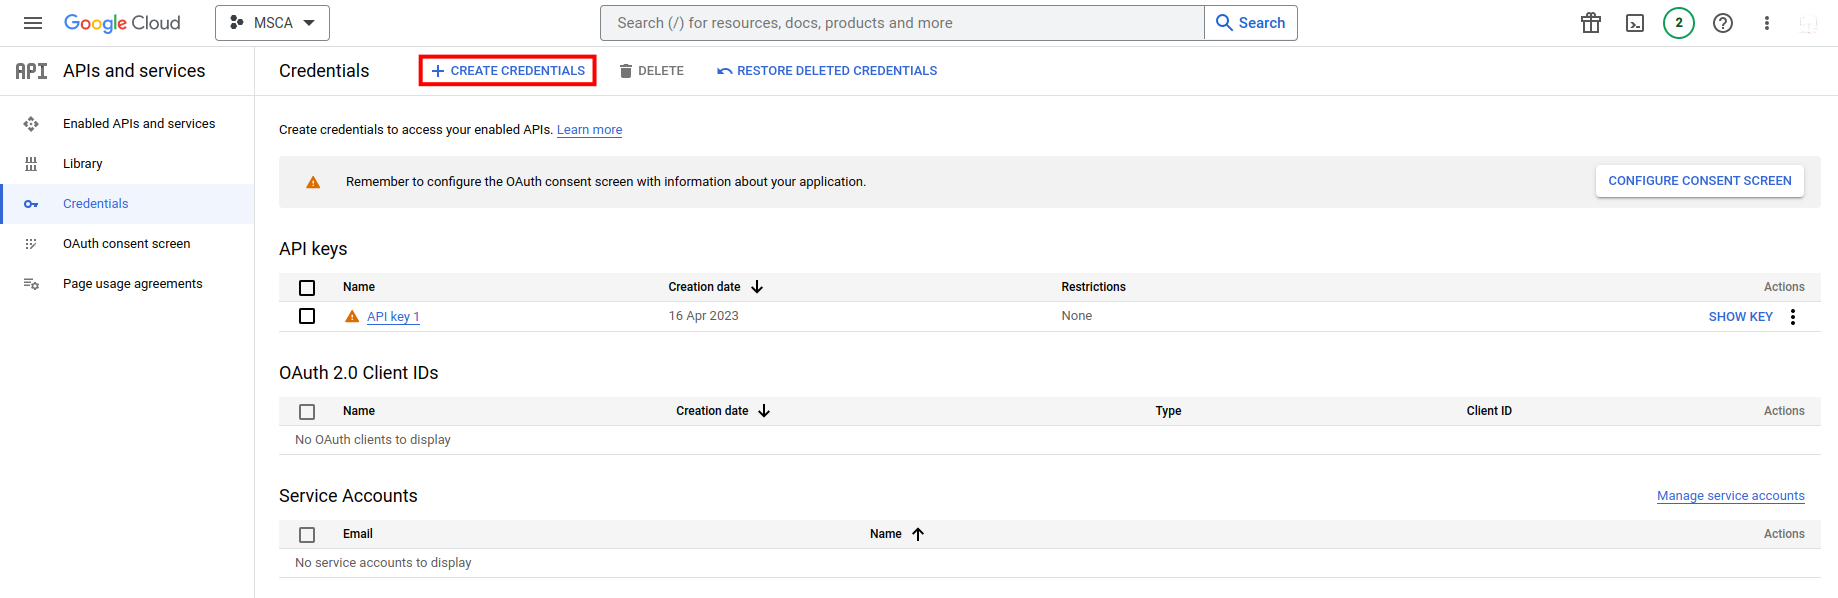 Google Cloud
MSCA
Search (/) for resources, docs, products and more
Search
2
API
APIs and services
Credentials
CREATE CREDENTIALS
DELETE
RESTORE DELETED CREDENTIALS
Enabled APIs and services
Library
Credentials
OAuth consent screen
Page usage agreements
Create credentials to access your enabled APIs. Learn more
Remember to configure the OAuth consent screen with information about your application.
CONFIGURE CONSENT SCREEN
API keys
Name Creation date Restrictions Actions
API key 1 16 Apr 2023 None SHOW KEY
OAuth 2.0 Client IDs
Name Creation date Type Client ID Actions
No OAuth clients to display
Service Accounts
Manage service accounts
Email Name Actions
No service accounts to display